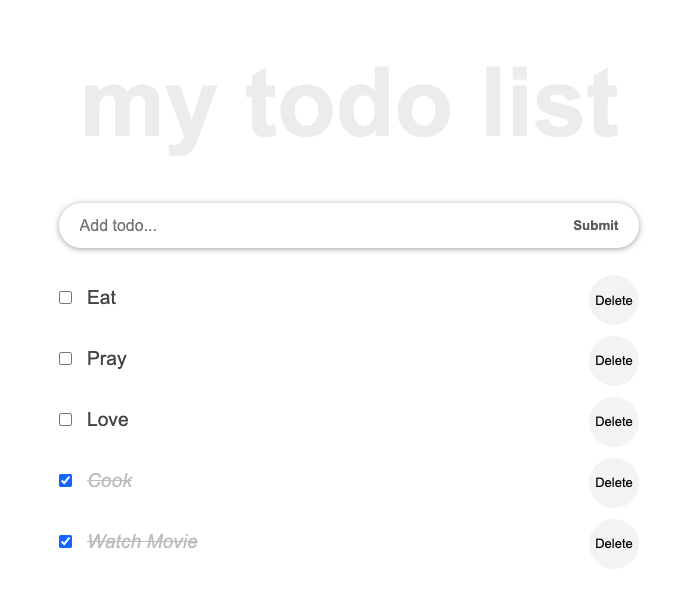 my todo list
Add todo... Submit
Eat Delete
Pray Delete
Love Delete
Cook Delete
Watch Movie Delete